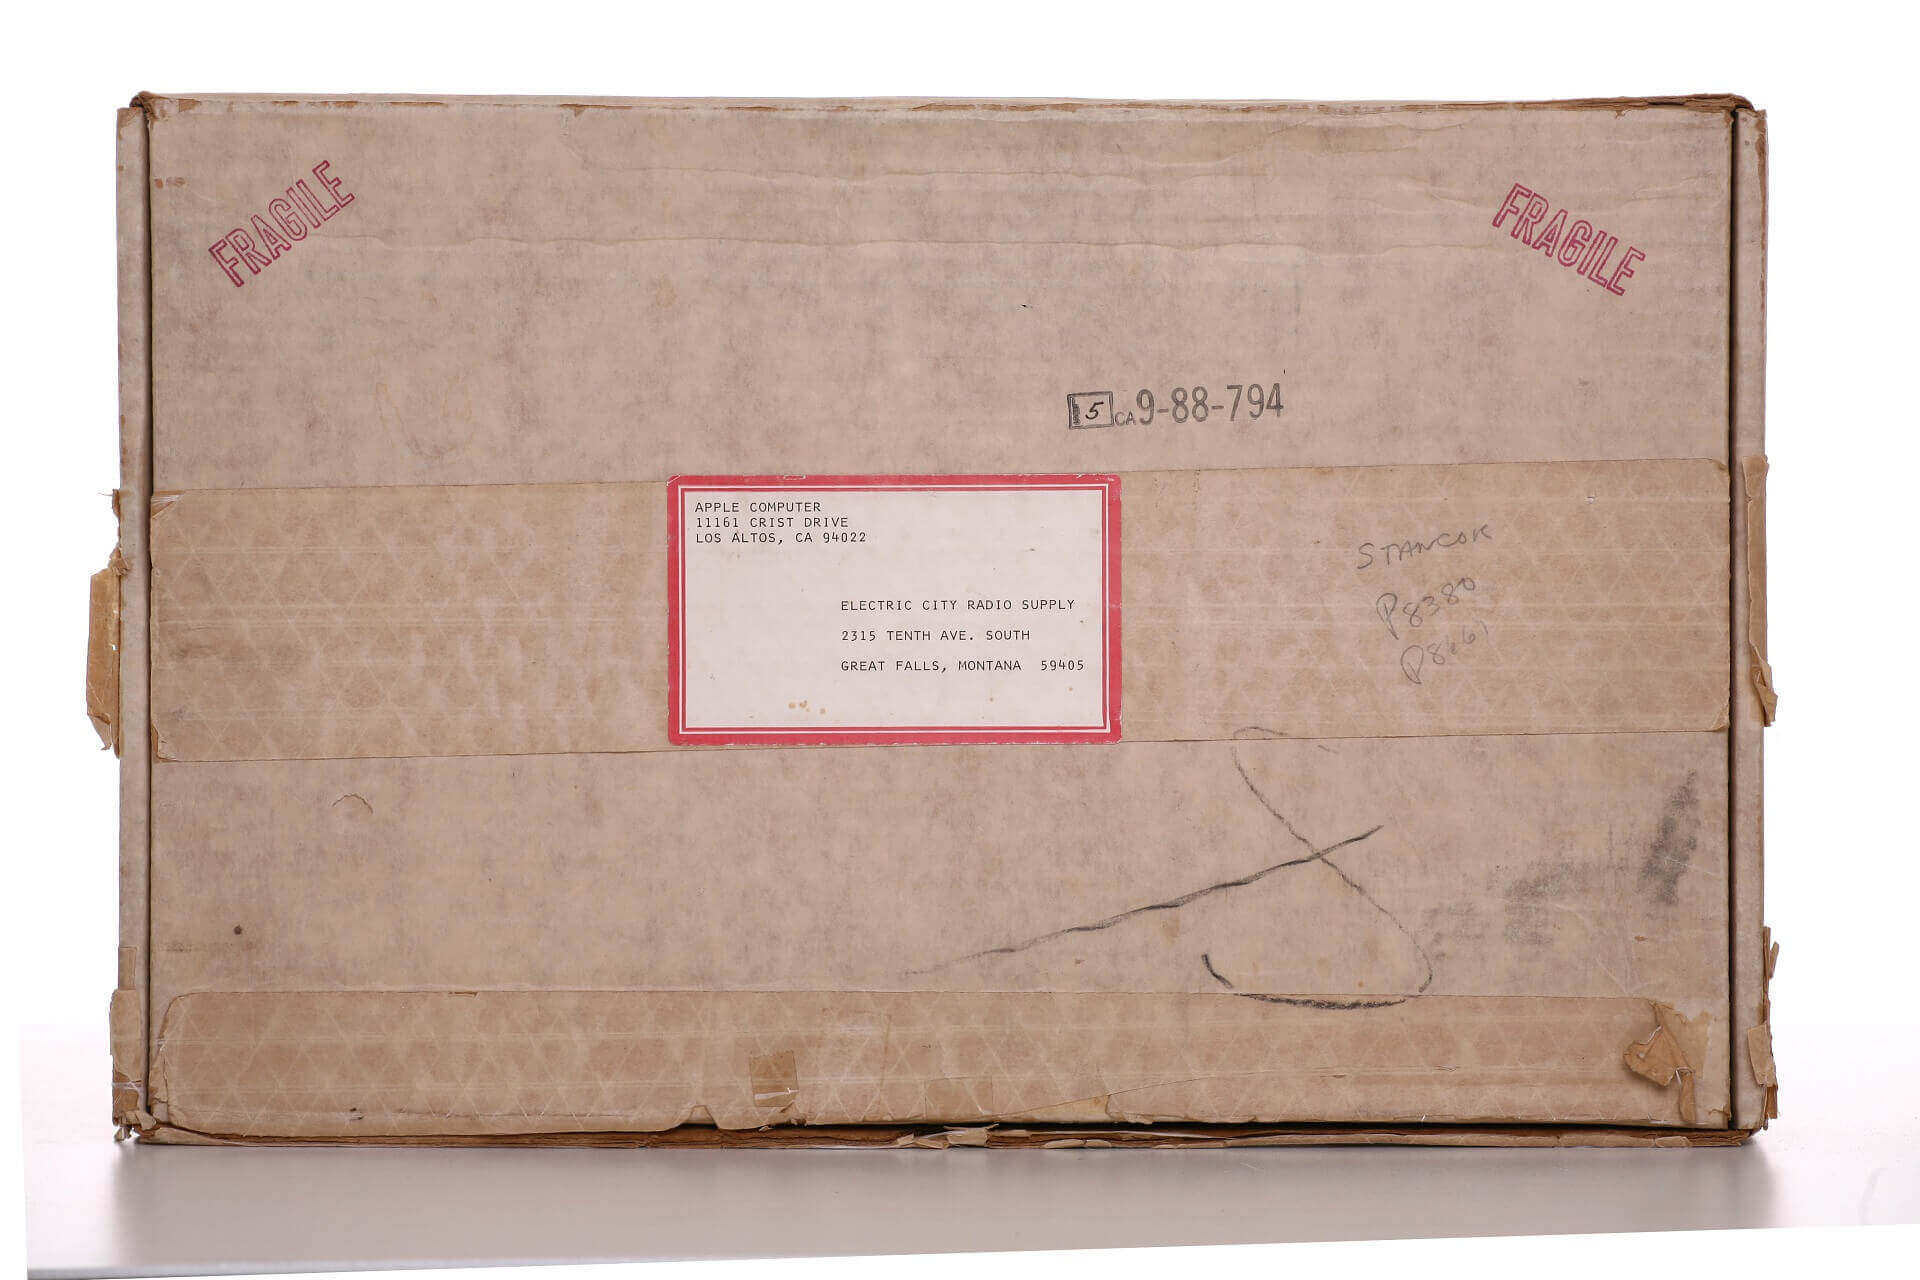 FRAGILE
FRAGILE
5 CA 9-88-794
APPLE COMPUTER
11161 CRIST DRIVE
LOS ALTOS, CA 94022
ELECTRIC CITY RADIO SUPPLY
2315 TENTH AVE. SOUTH
GREAT FALLS, MONTANA 59405
STANCOR
P8380